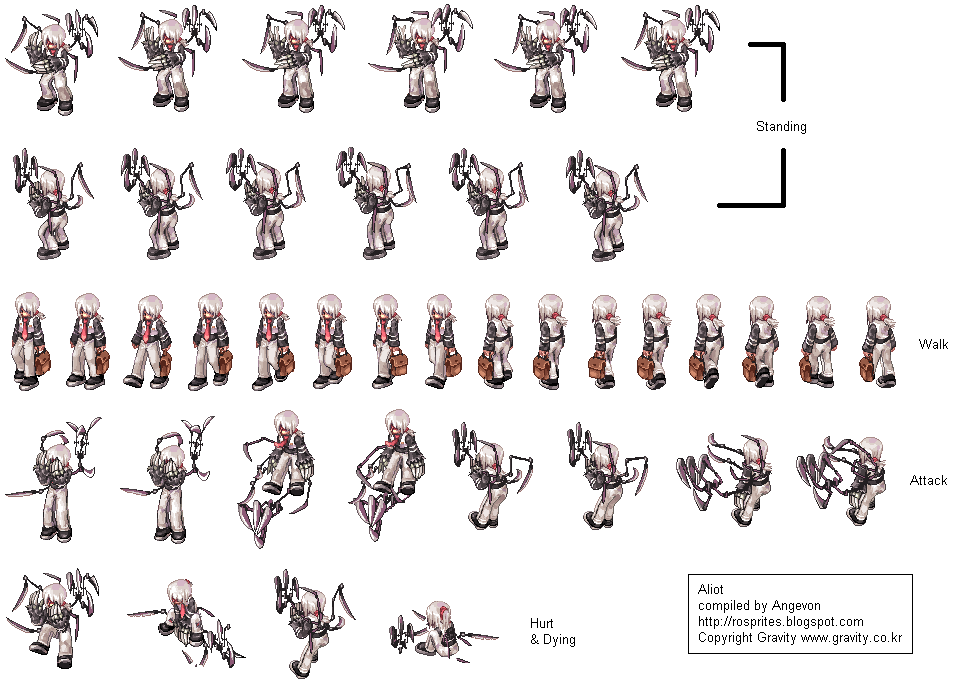 Standing
Walk
Attack
Hurt
& Dying
Aliot
compiled by Angevon
http://rosprites.blogspot.com
Copyright Gravity www.gravity.co.kr